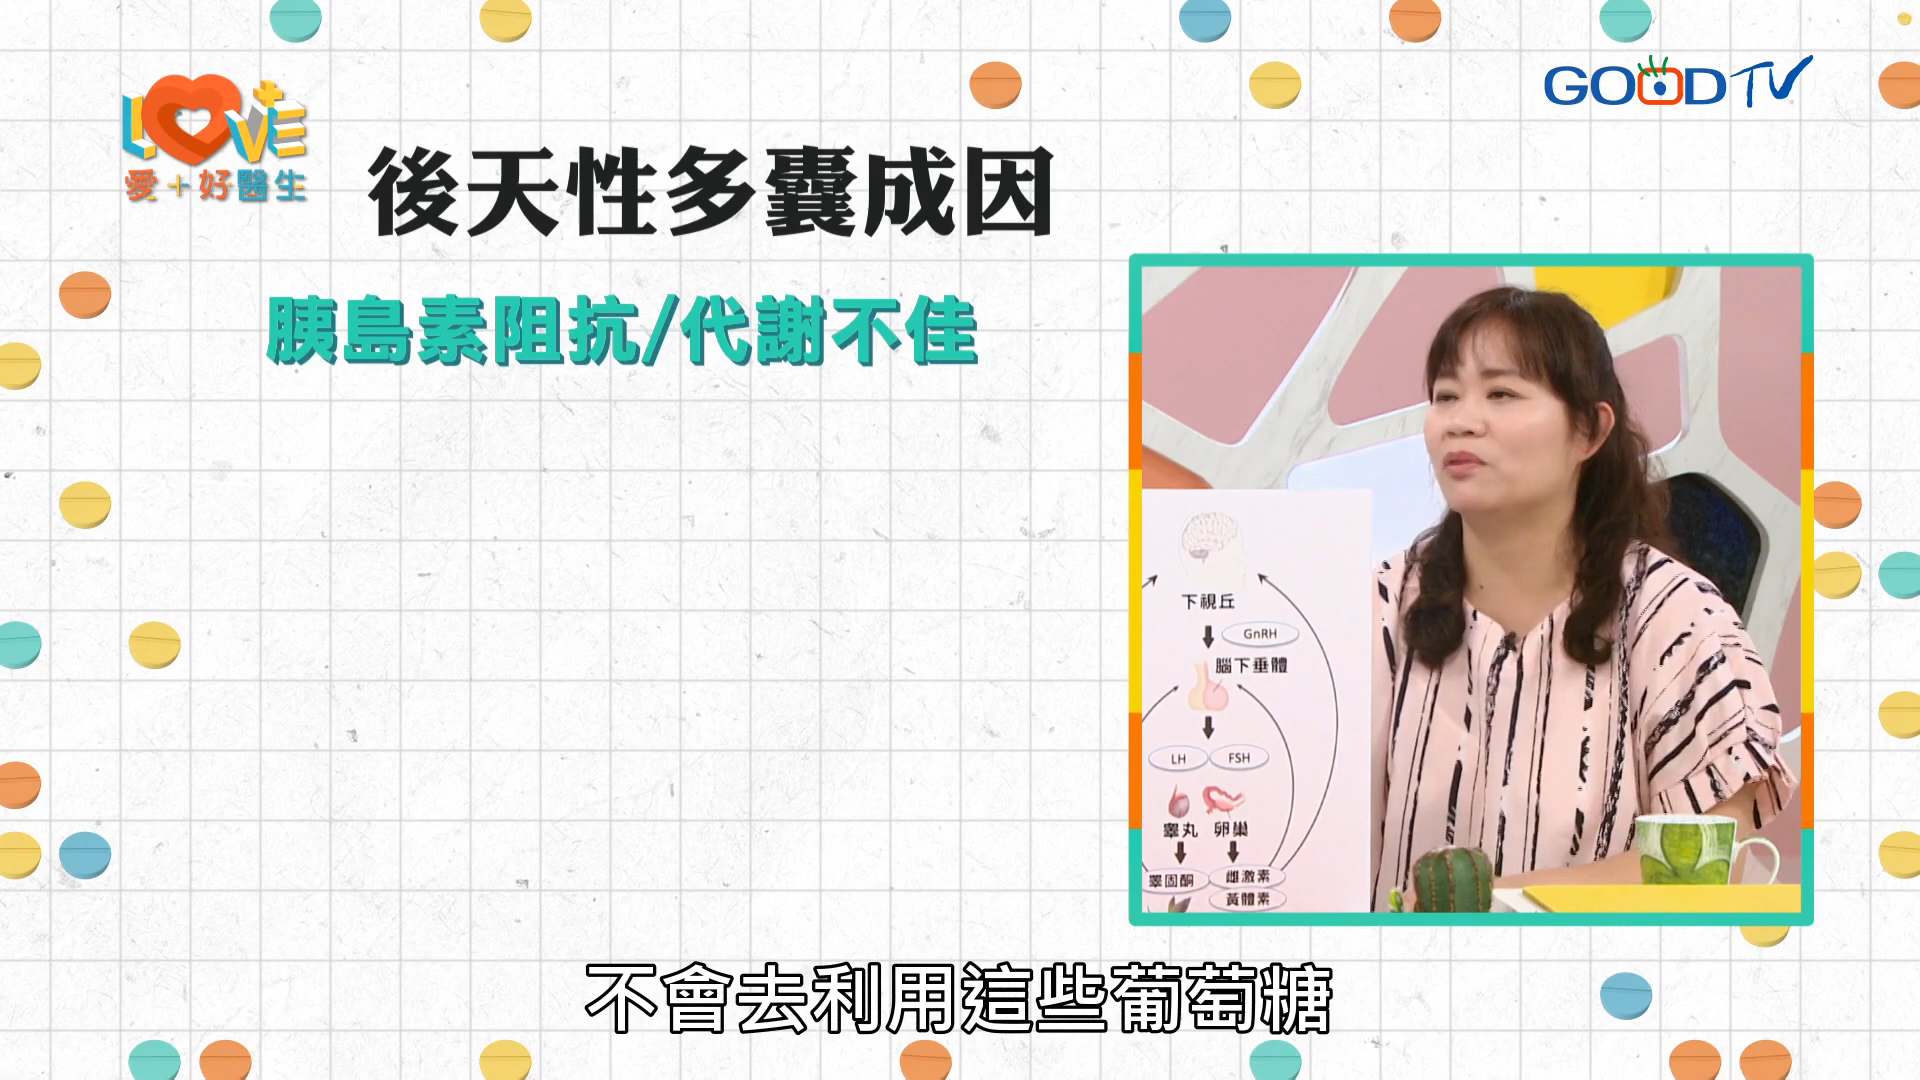 GOOD TV
LOVE
愛+好醫生
後天性多囊成因
胰島素阻抗/代謝不佳
下視丘
GnRH
腦下垂體
LH
FSH
睪丸
卵巢
睪固酮
雌激素
黃體素
不會去利用這些葡萄糖